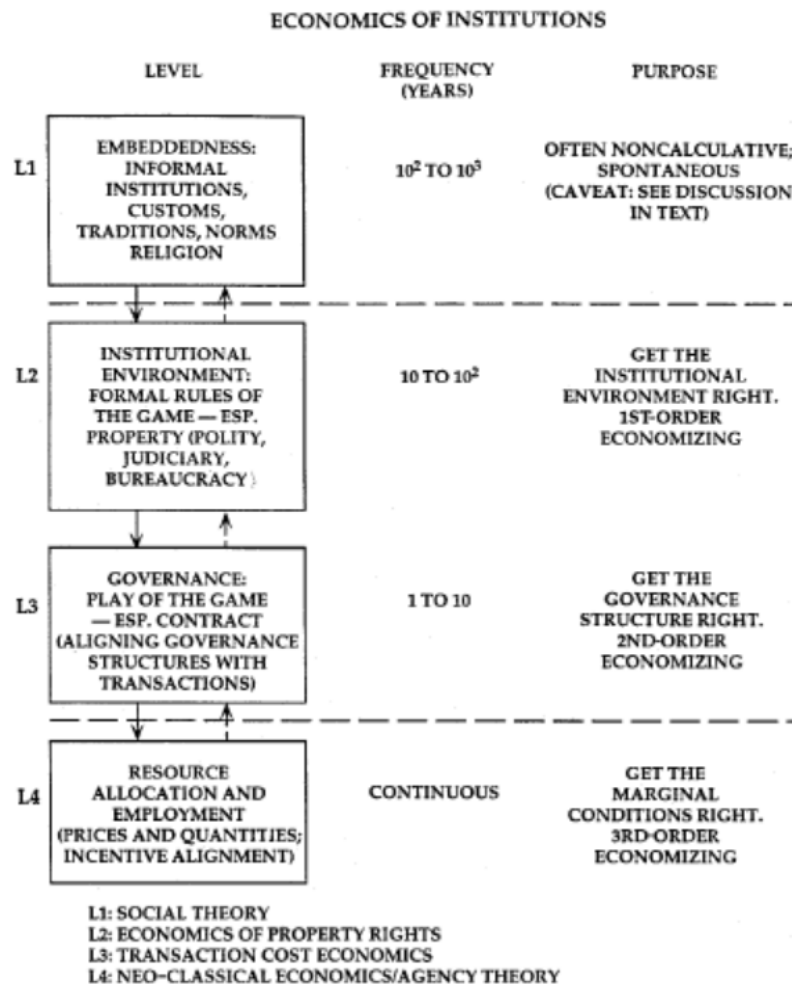 ECONOMICS OF INSTITUTIONS
LEVEL
FREQUENCY
(YEARS)
PURPOSE
L1
EMBEDDEDNESS:
INFORMAL
INSTITUTIONS,
CUSTOMS,
TRADITIONS, NORMS
RELIGION
10² TO 10³
OFTEN NONCALCULATIVE;
SPONTANEOUS
(CAVEAT: SEE DISCUSSION
IN TEXT)
L2
INSTITUTIONAL
ENVIRONMENT:
FORMAL RULES OF
THE GAME — ESP.
PROPERTY (POLITY,
JUDICIARY,
BUREAUCRACY)
10 TO 10²
GET THE
INSTITUTIONAL
ENVIRONMENT RIGHT.
1ST-ORDER
ECONOMIZING
L3
GOVERNANCE:
PLAY OF THE GAME
— ESP. CONTRACT
(ALIGNING GOVERNANCE
STRUCTURES WITH
TRANSACTIONS)
1 TO 10
GET THE
GOVERNANCE
STRUCTURE RIGHT.
2ND-ORDER
ECONOMIZING
L4
RESOURCE
ALLOCATION AND
EMPLOYMENT
(PRICES AND QUANTITIES;
INCENTIVE ALIGNMENT)
CONTINUOUS
GET THE
MARGINAL
CONDITIONS RIGHT.
3RD-ORDER
ECONOMIZING
L1: SOCIAL THEORY
L2: ECONOMICS OF PROPERTY RIGHTS
L3: TRANSACTION COST ECONOMICS
L4: NEO-CLASSICAL ECONOMICS/AGENCY THEORY